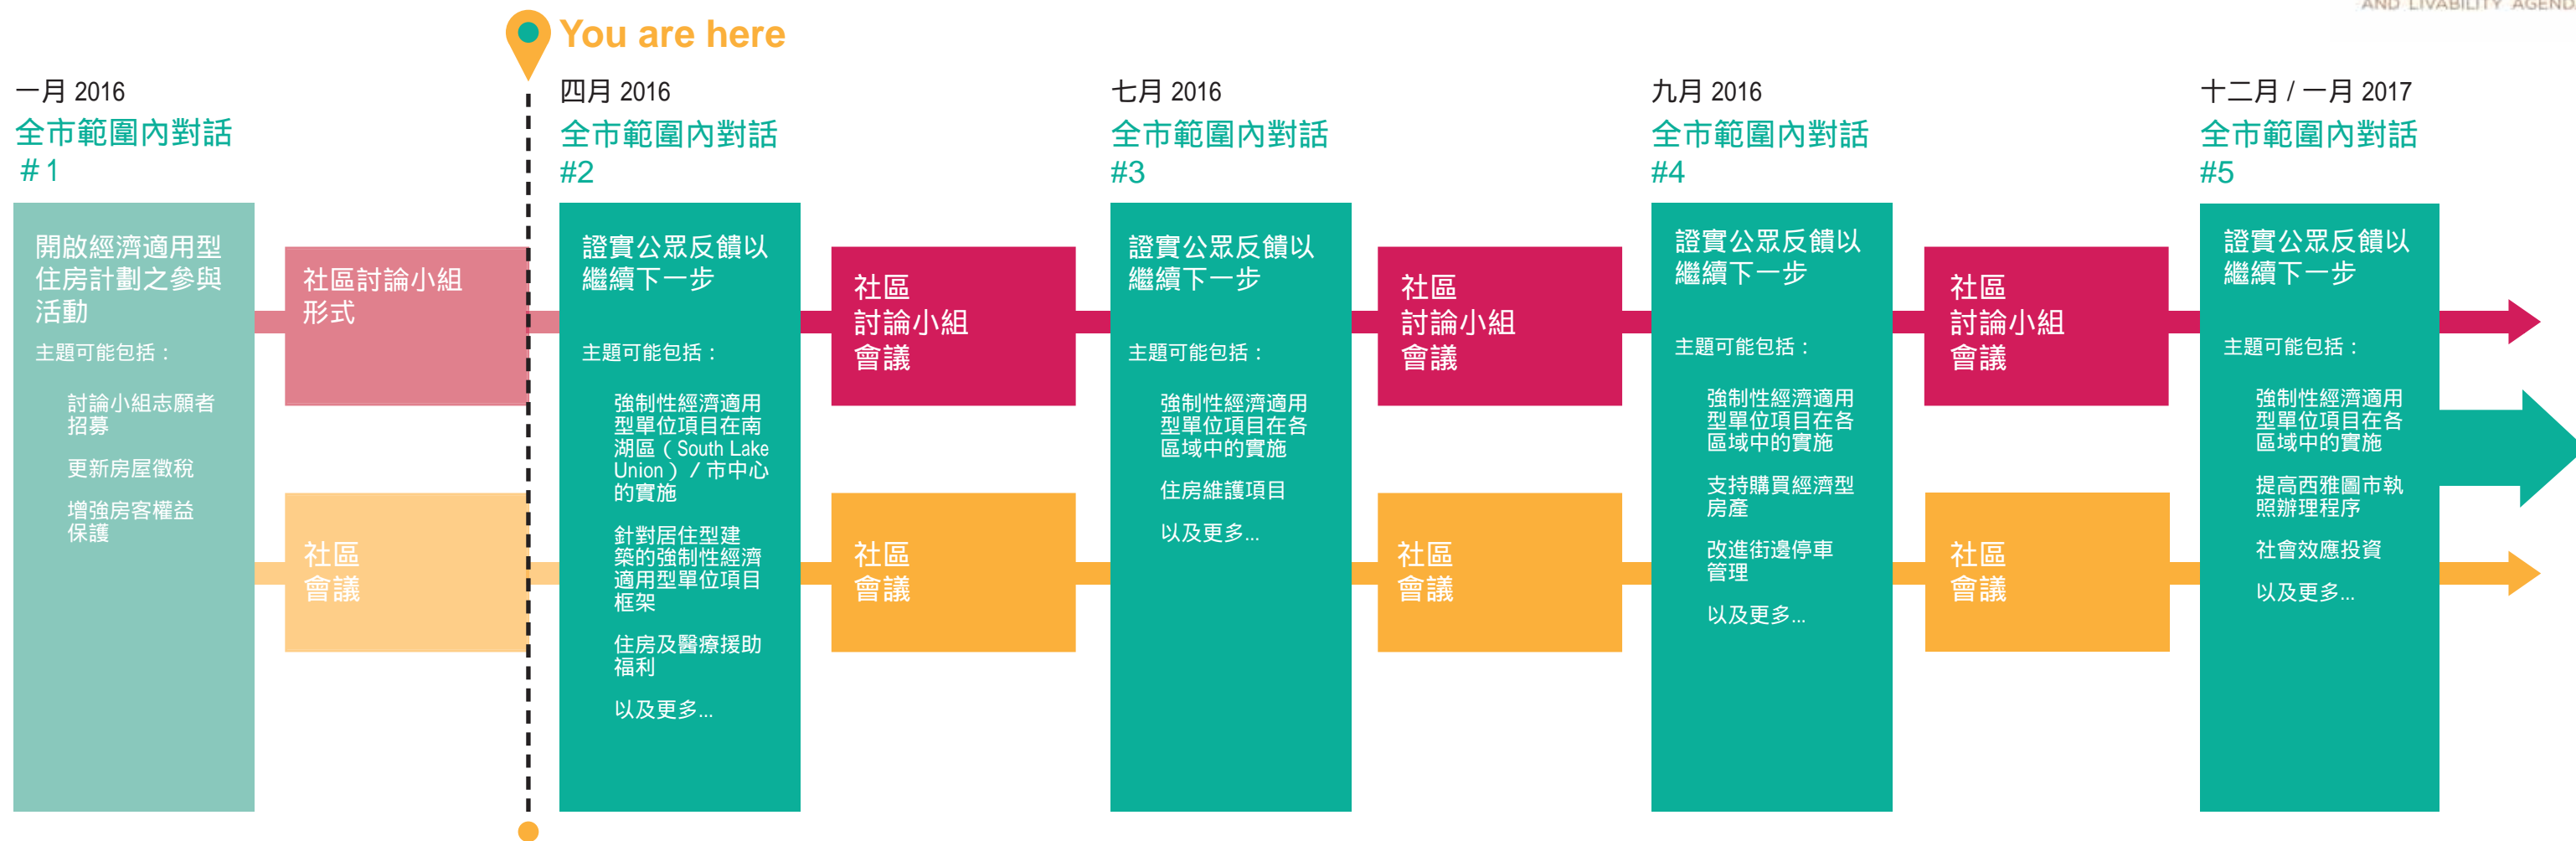 AND LIVABILITY AGENDA
You are here
一月 2016
全市範圍內對話
＃1
開啟經濟適用型
住房計劃之參與
活動
主題可能包括：
討論小組志願者
招募
更新房屋徵稅
增強房客權益
保護
社區討論小組
形式
社區
會議
四月 2016
全市範圍內對話
#2
證實公眾反饋以
繼續下一步
主題可能包括：
強制性經濟適用
型單位項目在南
湖區（South Lake
Union）／市中心
的實施
針對居住型建
築的強制性經濟
適用型單位項目
框架
住房及醫療援助
福利
以及更多...
社區
討論小組
會議
社區
會議
七月 2016
全市範圍內對話
#3
證實公眾反饋以
繼續下一步
主題可能包括：
強制性經濟適用
型單位項目在各
區域中的實施
住房維護項目
以及更多...
社區
討論小組
會議
社區
會議
九月 2016
全市範圍內對話
#4
證實公眾反饋以
繼續下一步
主題可能包括：
強制性經濟適用
型單位項目在各
區域中的實施
支持購買經濟型
房產
改進街邊停車
管理
以及更多...
社區
討論小組
會議
社區
會議
十二月 / 一月 2017
全市範圍內對話
#5
證實公眾反饋以
繼續下一步
主題可能包括：
強制性經濟適用
型單位項目在各
區域中的實施
提高西雅圖市執
照辦理程序
社會效應投資
以及更多...